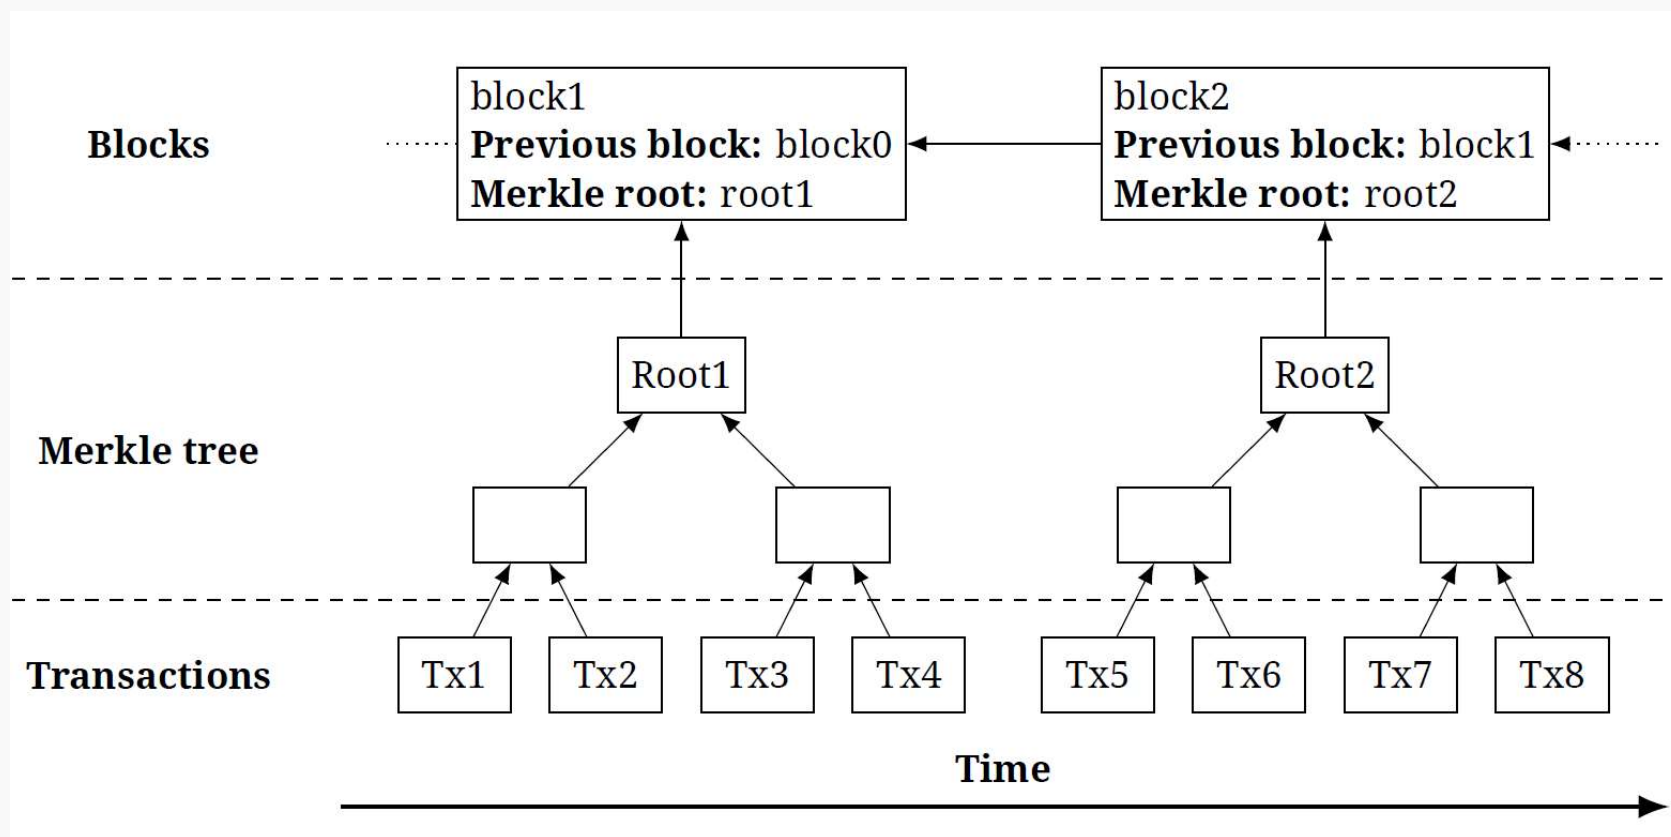 block1
Previous block: block0
Merkle root: root1
block2
Previous block: block1
Merkle root: root2
Blocks
Root1
Root2
Merkle tree
Transactions
Tx1
Tx2
Tx3
Tx4
Tx5
Tx6
Tx7
Tx8
Time